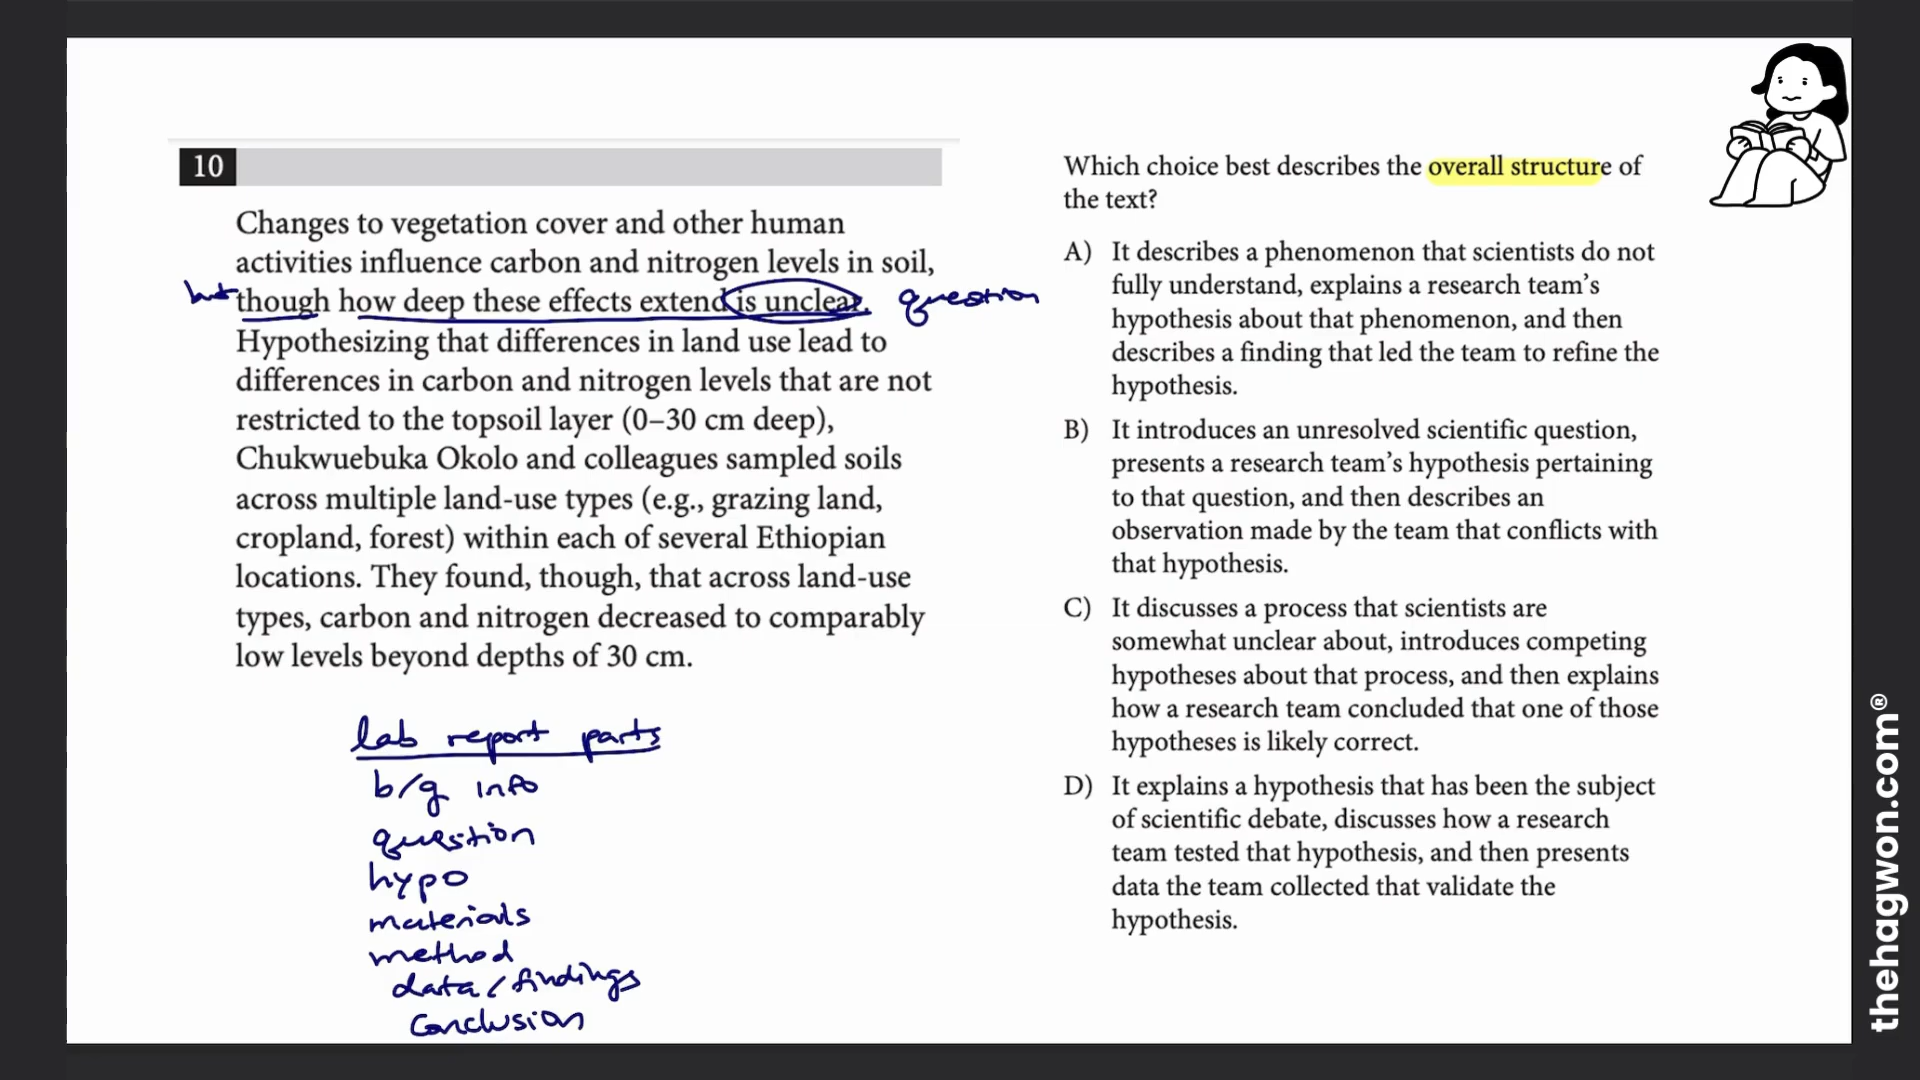 10
Changes to vegetation cover and other human
activities influence carbon and nitrogen levels in soil,
but though how deep these effects extend is unclear. question
Hypothesizing that differences in land use lead to
differences in carbon and nitrogen levels that are not
restricted to the topsoil layer (0–30 cm deep),
Chukwuebuka Okolo and colleagues sampled soils
across multiple land-use types (e.g., grazing land,
cropland, forest) within each of several Ethiopian
locations. They found, though, that across land-use
types, carbon and nitrogen decreased to comparably
low levels beyond depths of 30 cm.
lab report parts
b/g info
question
hypo
materials
method
data/findings
conclusion
Which choice best describes the overall structure of
the text?
A) It describes a phenomenon that scientists do not
fully understand, explains a research team’s
hypothesis about that phenomenon, and then
describes a finding that led the team to refine the
hypothesis.
B) It introduces an unresolved scientific question,
presents a research team’s hypothesis pertaining
to that question, and then describes an
observation made by the team that conflicts with
that hypothesis.
C) It discusses a process that scientists are
somewhat unclear about, introduces competing
hypotheses about that process, and then explains
how a research team concluded that one of those
hypotheses is likely correct.
D) It explains a hypothesis that has been the subject
of scientific debate, discusses how a research
team tested that hypothesis, and then presents
data the team collected that validate the
hypothesis.
thehagwon.com®